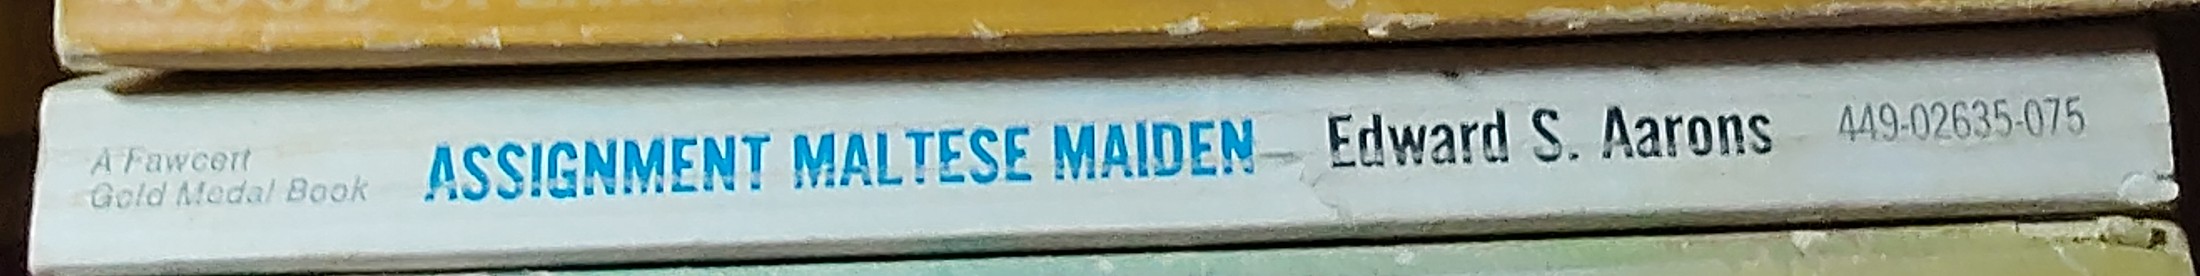 A Fawcett
Gold Medal Book
ASSIGNMENT MALTESE MAIDEN
Edward S. Aarons
449-02635-075